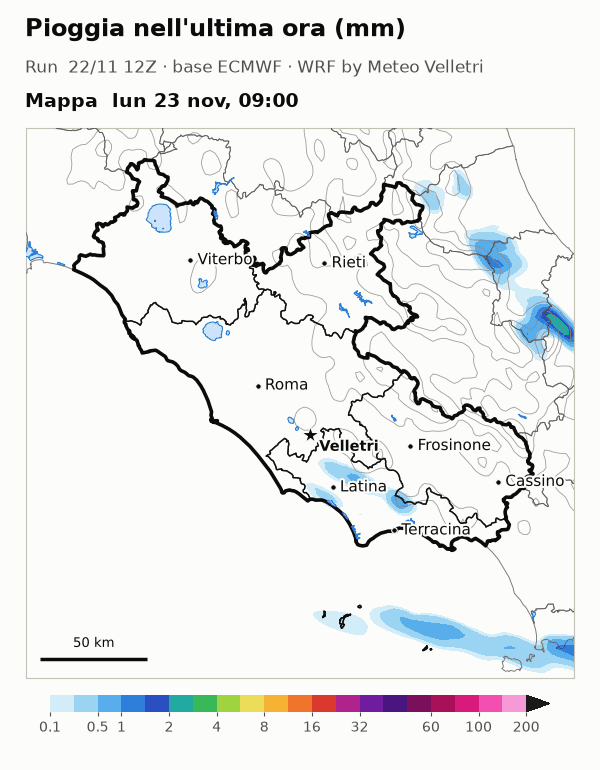 Pioggia nell'ultima ora (mm)
Run  22/11 12Z · base ECMWF · WRF by Meteo Velletri
Mappa  lun 23 nov, 09:00
Viterbo
Rieti
Roma
Velletri
Frosinone
Latina
Cassino
Terracina
50 km
0.1 0.5 1 2 4 8 16 32 60 100 200